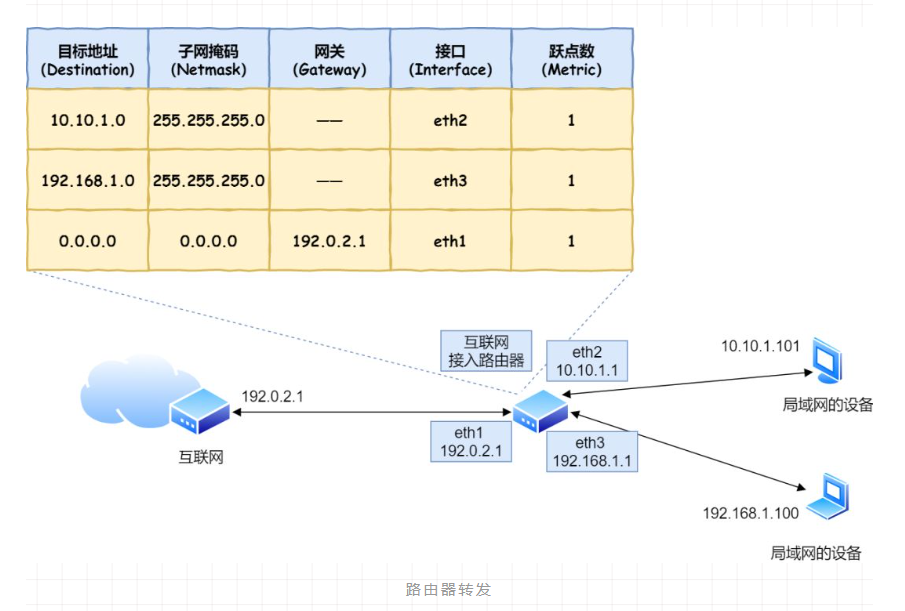 目标地址 子网掩码 网关 接口 跃点数
(Destination) (Netmask) (Gateway) (Interface) (Metric)
10.10.1.0 255.255.255.0 —— eth2 1
192.168.1.0 255.255.255.0 —— eth3 1
0.0.0.0 0.0.0.0 192.0.2.1 eth1 1
互联网
接入路由器
eth2
10.10.1.1
10.10.1.101
局域网的设备
192.0.2.1
互联网
eth1
192.0.2.1
eth3
192.168.1.1
192.168.1.100
局域网的设备
路由器转发